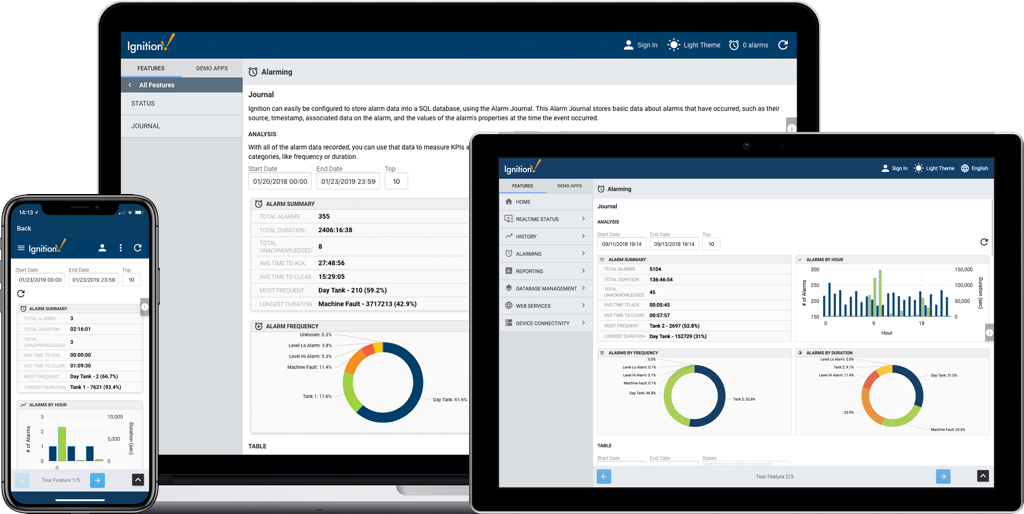 Ignition
Sign In
Light Theme
0 alarms
FEATURES
DEMO APPS
All Features
STATUS
JOURNAL
Alarming
Journal
Ignition can easily be configured to store alarm data into a SQL database, using the Alarm Journal. This Alarm Journal stores basic data about alarms that have occurred, such as their
source, timestamp, associated data on the alarm, and the values of the alarm's properties at the time the event occurred.
ANALYSIS
With all of the alarm data recorded, you can use that data to measure KPIs
categories, like frequency or duration.
Start Date End Date Top
01/20/2018 00:00 01/23/2019 23:59 10
ALARM SUMMARY
TOTAL ALARMS 355
TOTAL DURATION 2406:16:38
TOTAL
UNACKNOWLEDGED 8
AVG TIME TO ACK 27:48:56
AVG TIME TO CLEAR 15:29:05
MOST FREQUENT Day Tank - 210 (59.2%)
LONGEST DURATION Machine Fault - 3717213 (42.9%)
ALARM FREQUENCY
Unknown: 0.3%
Level Lo Alarm: 3.8%
Level Hi Alarm: 5.3%
Machine Fault: 11.4%
Tank 1: 17.6%
Day Tank: 61.6%
TABLE
14:13
Back
Ignition
Start Date End Date Top
01/23/2019 00:00 01/23/2019 23:59 10
ALARM SUMMARY
TOTAL ALARMS 3
TOTAL DURATION 02:16:01
TOTAL
UNACKNOWLEDGED 3
AVG TIME TO ACK 00:00:00
AVG TIME TO CLEAR 01:09:30
MOST FREQUENT Day Tank - 2 (66.7%)
LONGEST DURATION Tank 1 - 7621 (93.4%)
ALARMS BY HOUR
# of Alarms
3
2
1
0
10,000
5,000
0
Duration (sec)
0
Tour Feature 1/5
Ignition
Sign In
Light Theme
English
FEATURES
DEMO APPS
HOME
REALTIME STATUS
HISTORY
ALARMING
REPORTING
DATABASE MANAGEMENT
WEB SERVICES
DEVICE CONNECTIVITY
Alarming
Journal
ANALYSIS
Start Date End Date Top
09/11/2018 19:14 09/13/2018 19:14 10
ALARM SUMMARY
TOTAL ALARMS 5104
TOTAL DURATION 136:46:54
TOTAL
UNACKNOWLEDGED 45
AVG TIME TO ACK 00:05:45
AVG TIME TO CLEAR 00:57:57
MOST FREQUENT Tank 2 - 2697 (52.8%)
LONGEST DURATION Day Tank - 152729 (31%)
ALARMS BY HOUR
# of Alarms
300
250
200
150
150,000
100,000
50,000
0
Duration (sec)
0 9 18
Hour
ALARMS BY FREQUENCY
: 0.0%
Level Lo Alarm: 0.1%
Level Hi Alarm: 0.1%
Machine Fault: 0.1%
Day Tank: 46.8%
Tank 2: 52.8%
ALARMS BY DURATION
Level Lo Alarm: 0.0%
Tank 2: 9.1%
Level Hi Alarm: 11.4%
: 23.9%
Day Tank: 31.0%
Machine Fault: 24.6%
TABLE
Start Date End Date States
Tour Feature 2/3